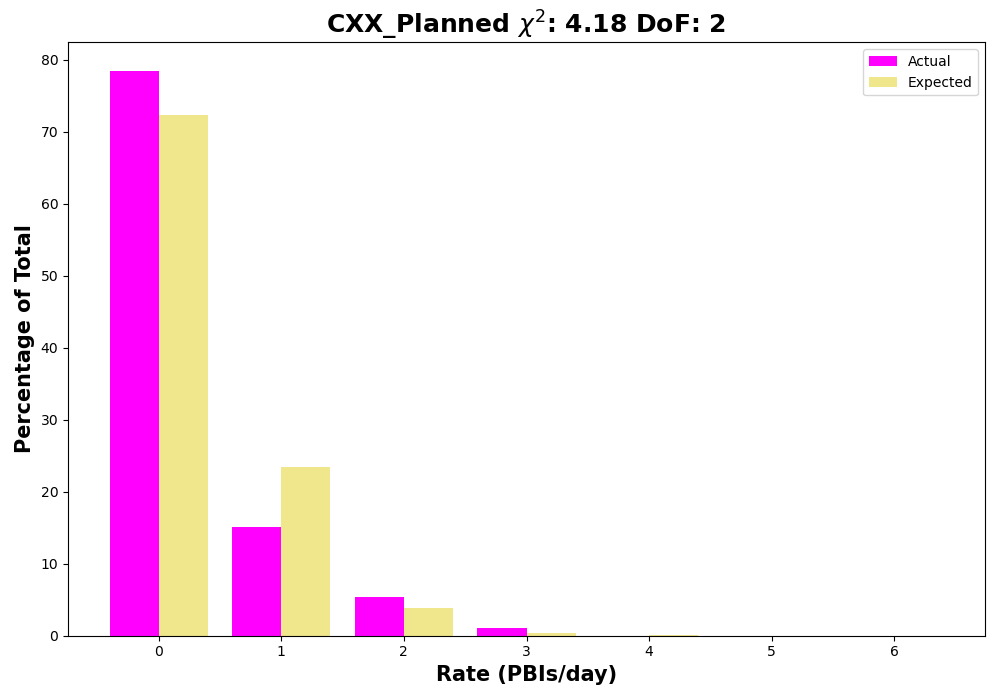 CXX_Planned χ²: 4.18 DoF: 2
Actual
Expected
Percentage of Total
80
70
60
50
40
30
20
10
0
0 1 2 3 4 5 6
Rate (PBIs/day)